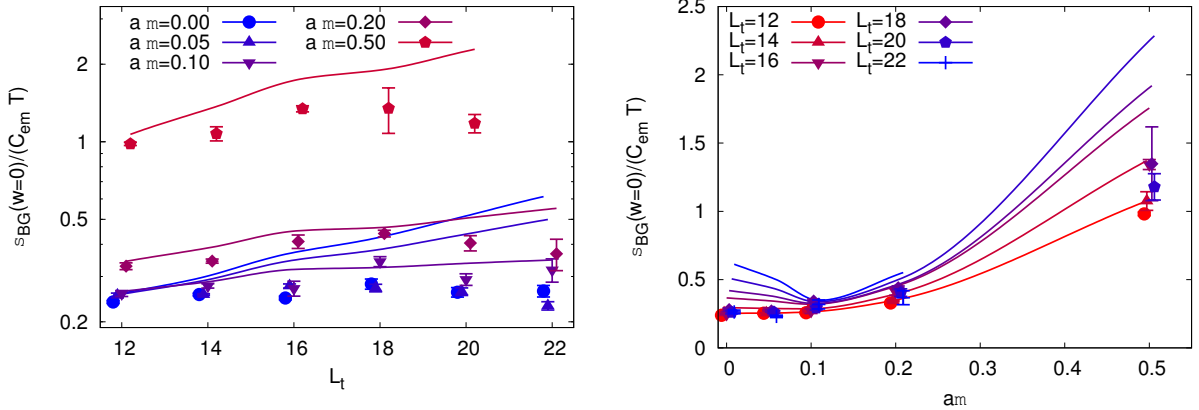 a m=0.00
a m=0.05
a m=0.10
a m=0.20
a m=0.50
2
1
0.5
0.2
12
14
16
18
20
22
L_t
s_BG(w=0)/(C_em T)
L_t=12
L_t=14
L_t=16
L_t=18
L_t=20
L_t=22
2.5
2
1.5
1
0.5
0
0
0.1
0.2
0.3
0.4
0.5
am
s_BG(w=0)/(C_em T)